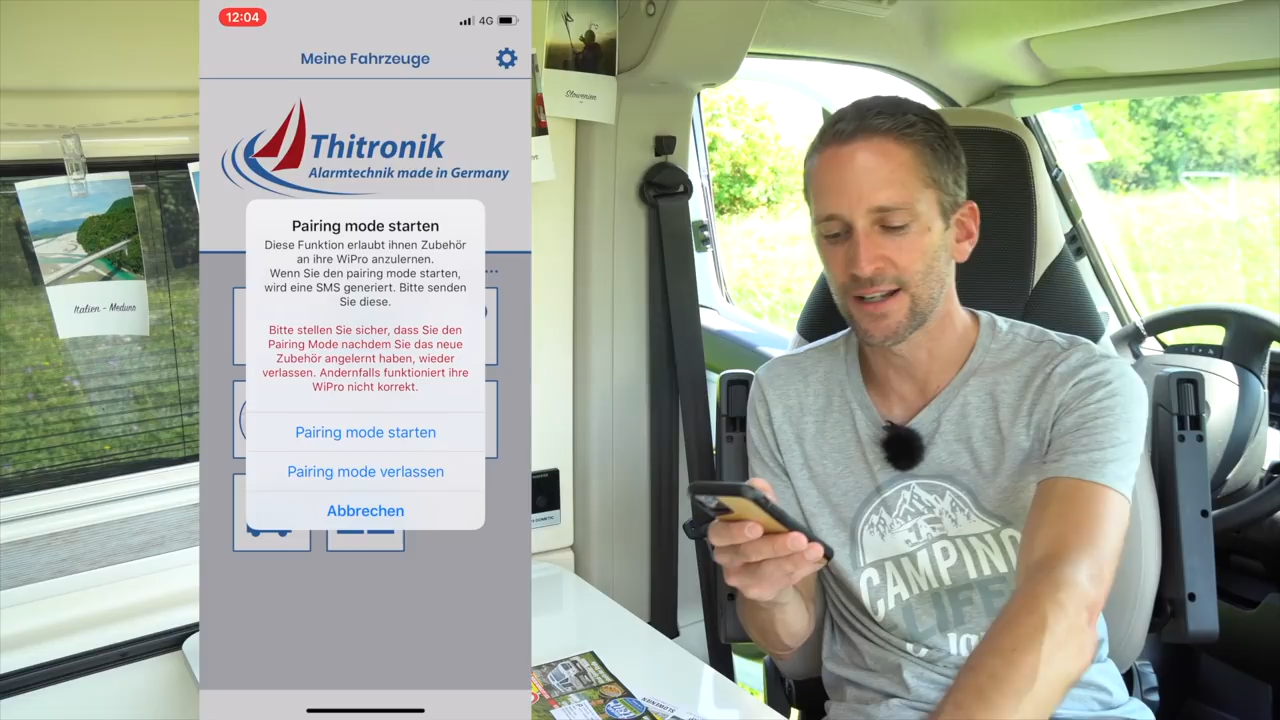 12:04
4G
Meine Fahrzeuge
Thitronik
Alarmtechnik made in Germany
Pairing mode starten
Diese Funktion erlaubt ihnen Zubehör
an ihre WiPro anzulernen.
Wenn Sie den pairing mode starten,
wird eine SMS generiert. Bitte senden
Sie diese.
Bitte stellen Sie sicher, dass Sie den
Pairing Mode nachdem Sie das neue
Zubehör angelernt haben, wieder
verlassen. Andernfalls funktioniert ihre
WiPro nicht korrekt.
Pairing mode starten
Pairing mode verlassen
Abbrechen
Slowenien
Italien - Meduno
DOMETIC
CAMPING
LIFE
SLOWENIEN